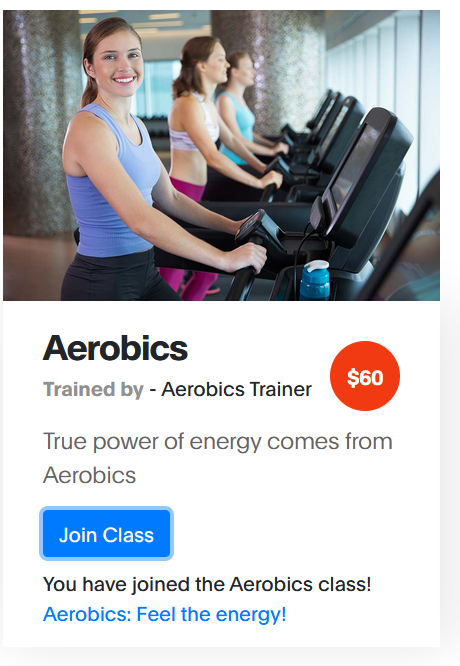 Aerobics
Trained by - Aerobics Trainer
$60
True power of energy comes from
Aerobics
Join Class
You have joined the Aerobics class!
Aerobics: Feel the energy!